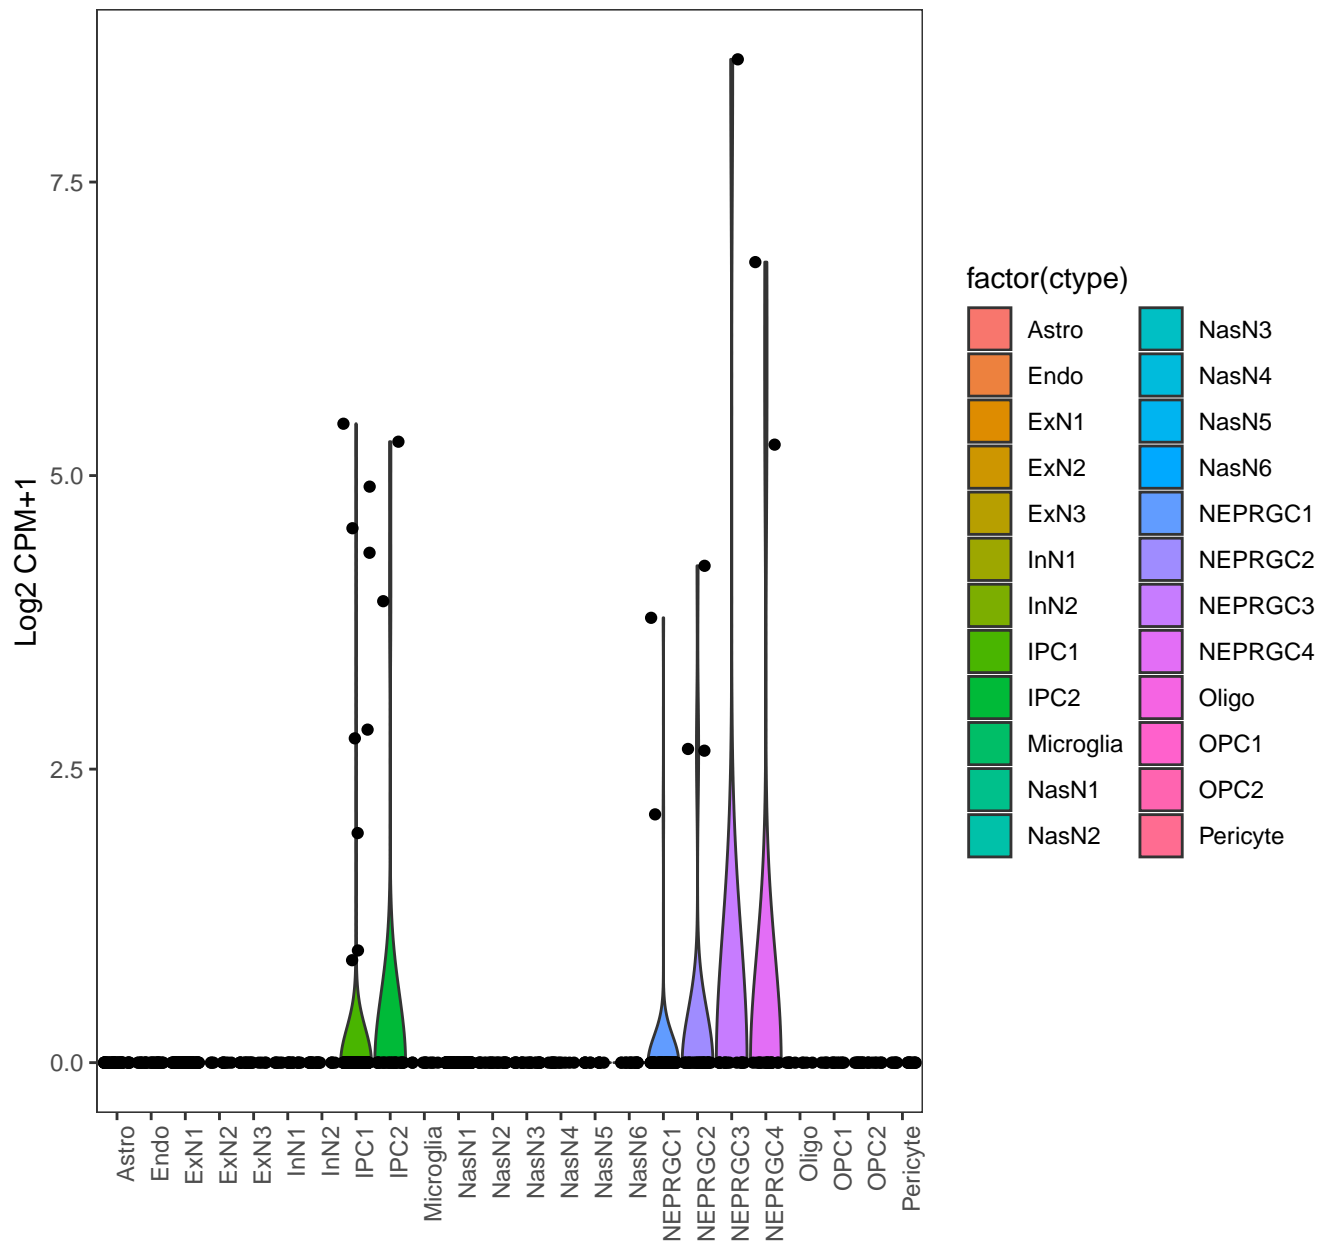 7.5
5.0
2.5
0.0
Log2 CPM+1
Astro
Endo
ExN1
ExN2
ExN3
InN1
InN2
IPC1
IPC2
Microglia
NasN1
NasN2
NasN3
NasN4
NasN5
NasN6
NEPRGC1
NEPRGC2
NEPRGC3
NEPRGC4
Oligo
OPC1
OPC2
Pericyte
factor(ctype)
Astro
Endo
ExN1
ExN2
ExN3
InN1
InN2
IPC1
IPC2
Microglia
NasN1
NasN2
NasN3
NasN4
NasN5
NasN6
NEPRGC1
NEPRGC2
NEPRGC3
NEPRGC4
Oligo
OPC1
OPC2
Pericyte